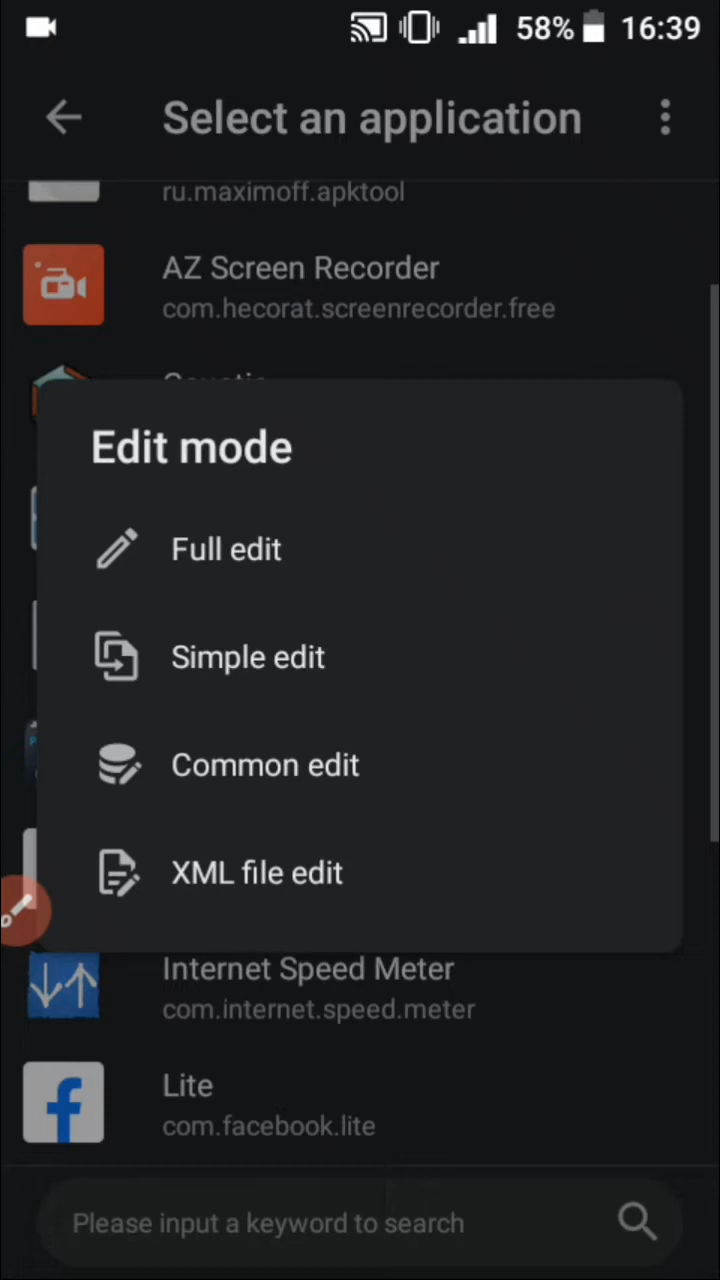 58% 16:39
Select an application
ru.maximoff.apktool
AZ Screen Recorder
com.hecorat.screenrecorder.free
Edit mode
Full edit
Simple edit
Common edit
XML file edit
Internet Speed Meter
com.internet.speed.meter
Lite
com.facebook.lite
Please input a keyword to search